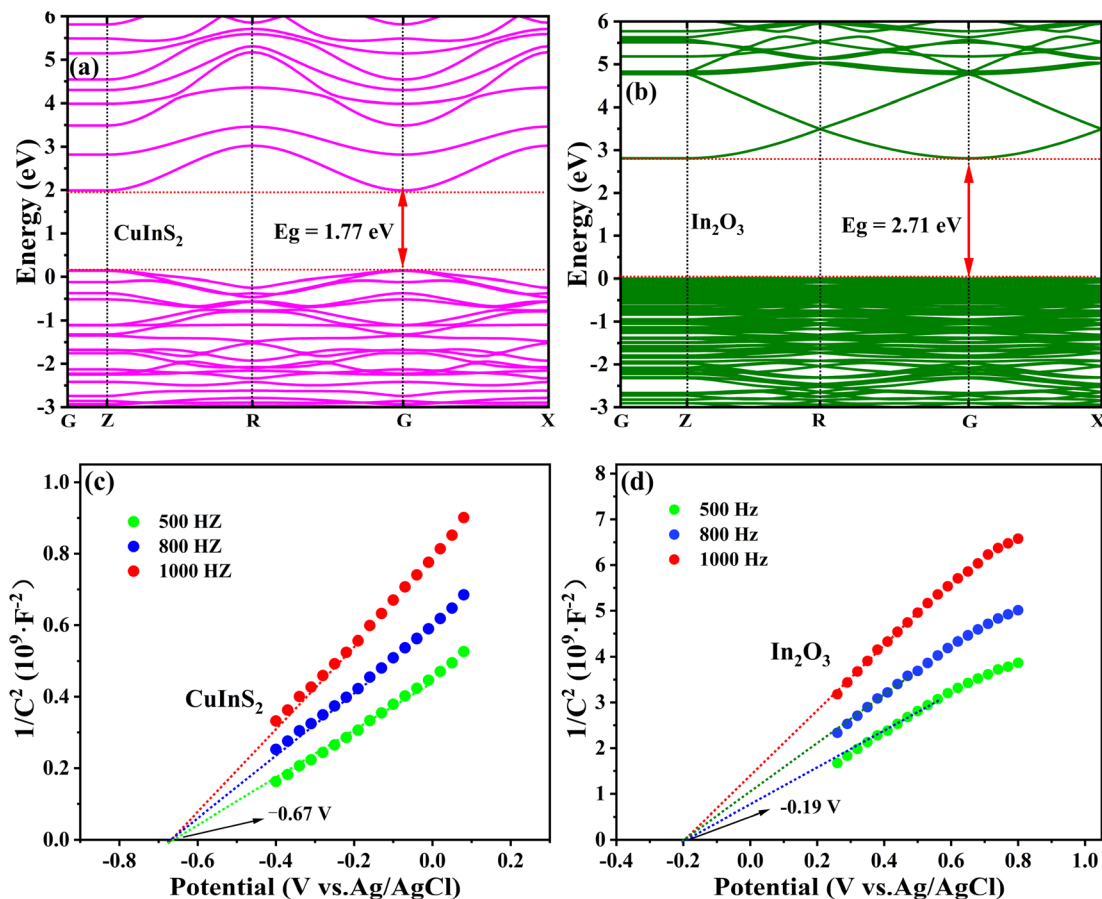 (a)
Energy (eV)
6
5
4
3
2
1
0
-1
-2
-3
CuInS₂
Eg = 1.77 eV
G Z R G X
(b)
Energy (eV)
6
5
4
3
2
1
0
-1
-2
-3
In₂O₃
Eg = 2.71 eV
G Z R G X
(c)
1/C² (10⁹·F⁻²)
1.0
0.8
0.6
0.4
0.2
0.0
500 HZ
800 HZ
1000 HZ
CuInS₂
−0.67 V
-0.8 -0.6 -0.4 -0.2 0.0 0.2
Potential (V vs.Ag/AgCl)
(d)
1/C² (10⁹·F⁻²)
8
7
6
5
4
3
2
1
0
500 Hz
800 Hz
1000 Hz
In₂O₃
-0.19 V
-0.4 -0.2 0.0 0.2 0.4 0.6 0.8 1.0
Potential (V vs.Ag/AgCl)